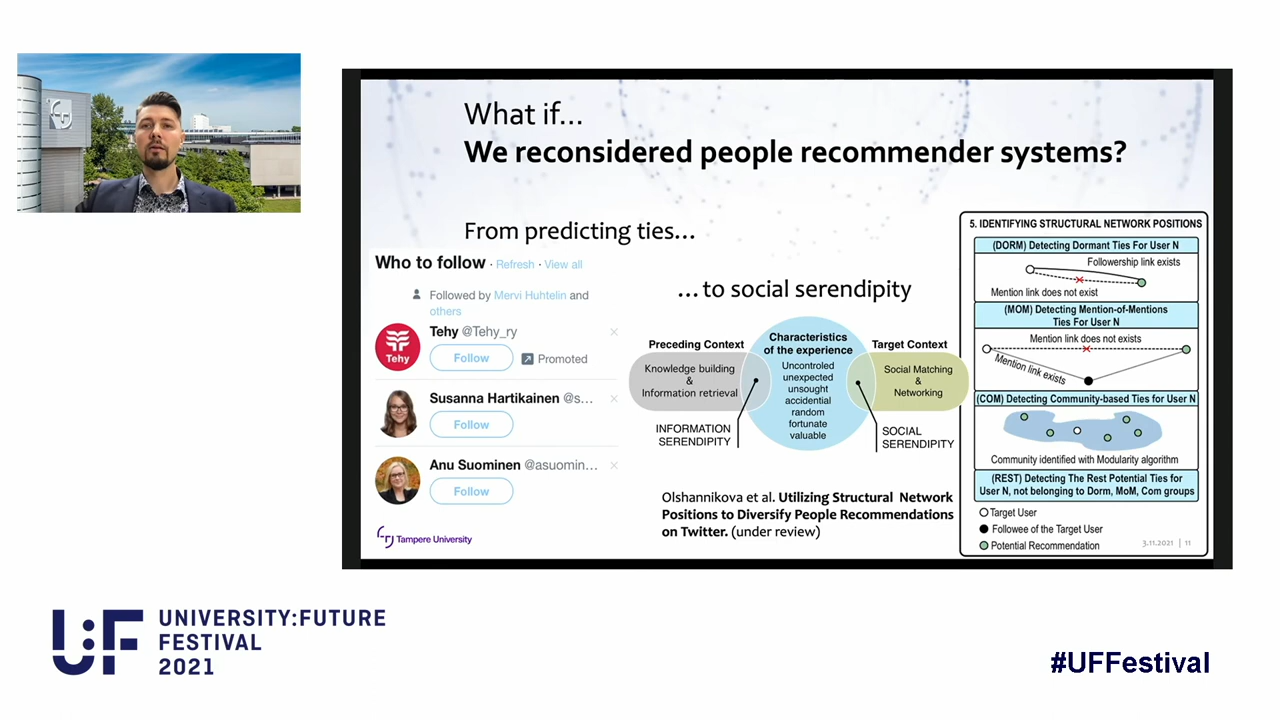 What if...
We reconsidered people recommender systems?
From predicting ties...
Who to follow · Refresh · View all
Followed by Mervi Huhtelin and
others
Tehy @Tehy_ry
Tehy
Follow
Promoted
Susanna Hartikainen @s...
Follow
Anu Suominen @asuomin...
Follow
Tampere University
...to social serendipity
Preceding Context
Knowledge building
&
Information retrieval
Characteristics
of the experience
Uncontroled
unexpected
unsought
accidential
random
fortunate
valuable
Target Context
Social Matching
&
Networking
INFORMATION
SERENDIPITY
SOCIAL
SERENDIPITY
Olshannikova et al. Utilizing Structural Network
Positions to Diversify People Recommendations
on Twitter. (under review)
5. IDENTIFYING STRUCTURAL NETWORK POSITIONS
(DORM) Detecting Dormant Ties For User N
Followership link exists
Mention link does not exist
(MOM) Detecting Mention-of-Mentions
Ties For User N
Mention link does not exists
Mention link exists
(COM) Detecting Community-based Ties for User N
Community identified with Modularity algorithm
(REST) Detecting The Rest Potential Ties for
User N, not belonging to Dorm, MoM, Com groups
Target User
Followee of the Target User
Potential Recommendation
3.11.2021 | 11
U:F
UNIVERSITY:FUTURE
FESTIVAL
2021
#UFFestival